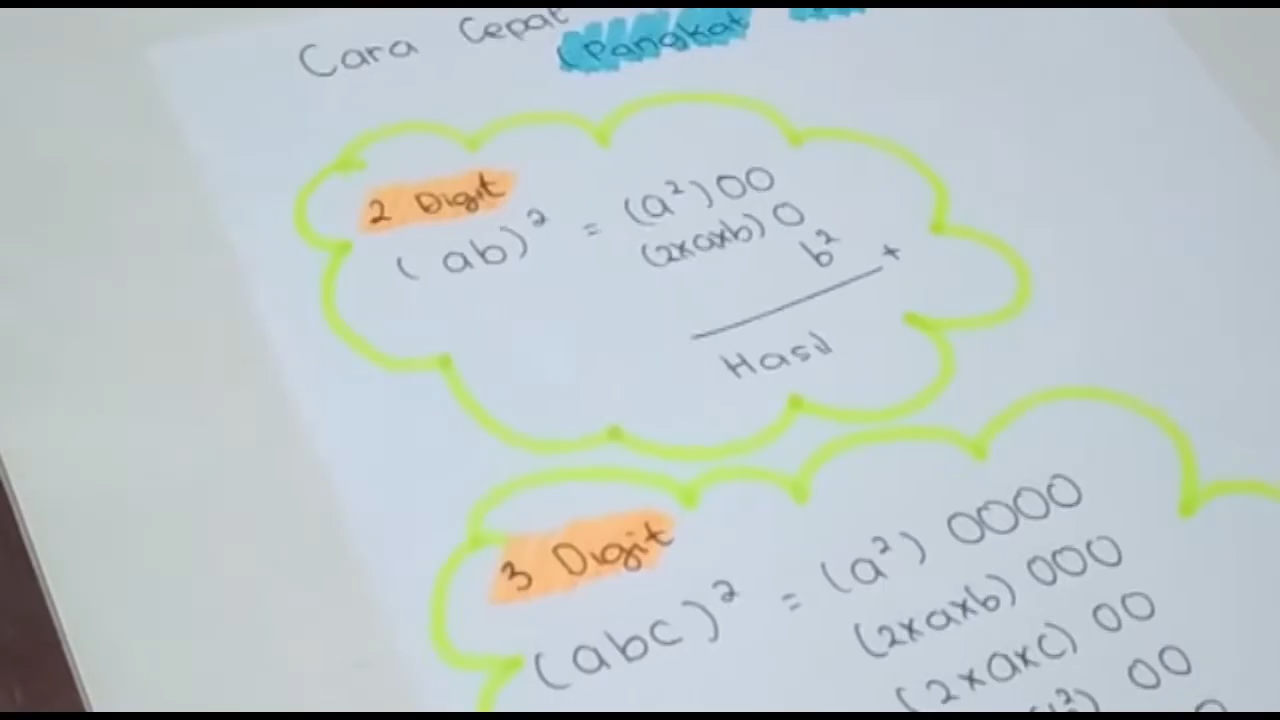 Cara Cepat
(Pangkat
2 Digit
(ab)² = (a²)00
(2xaxb)0
b² +
Hasil
3 Digit
(abc)² = (a²) 0000
(2xaxb) 000
(2xaxc) 00
00